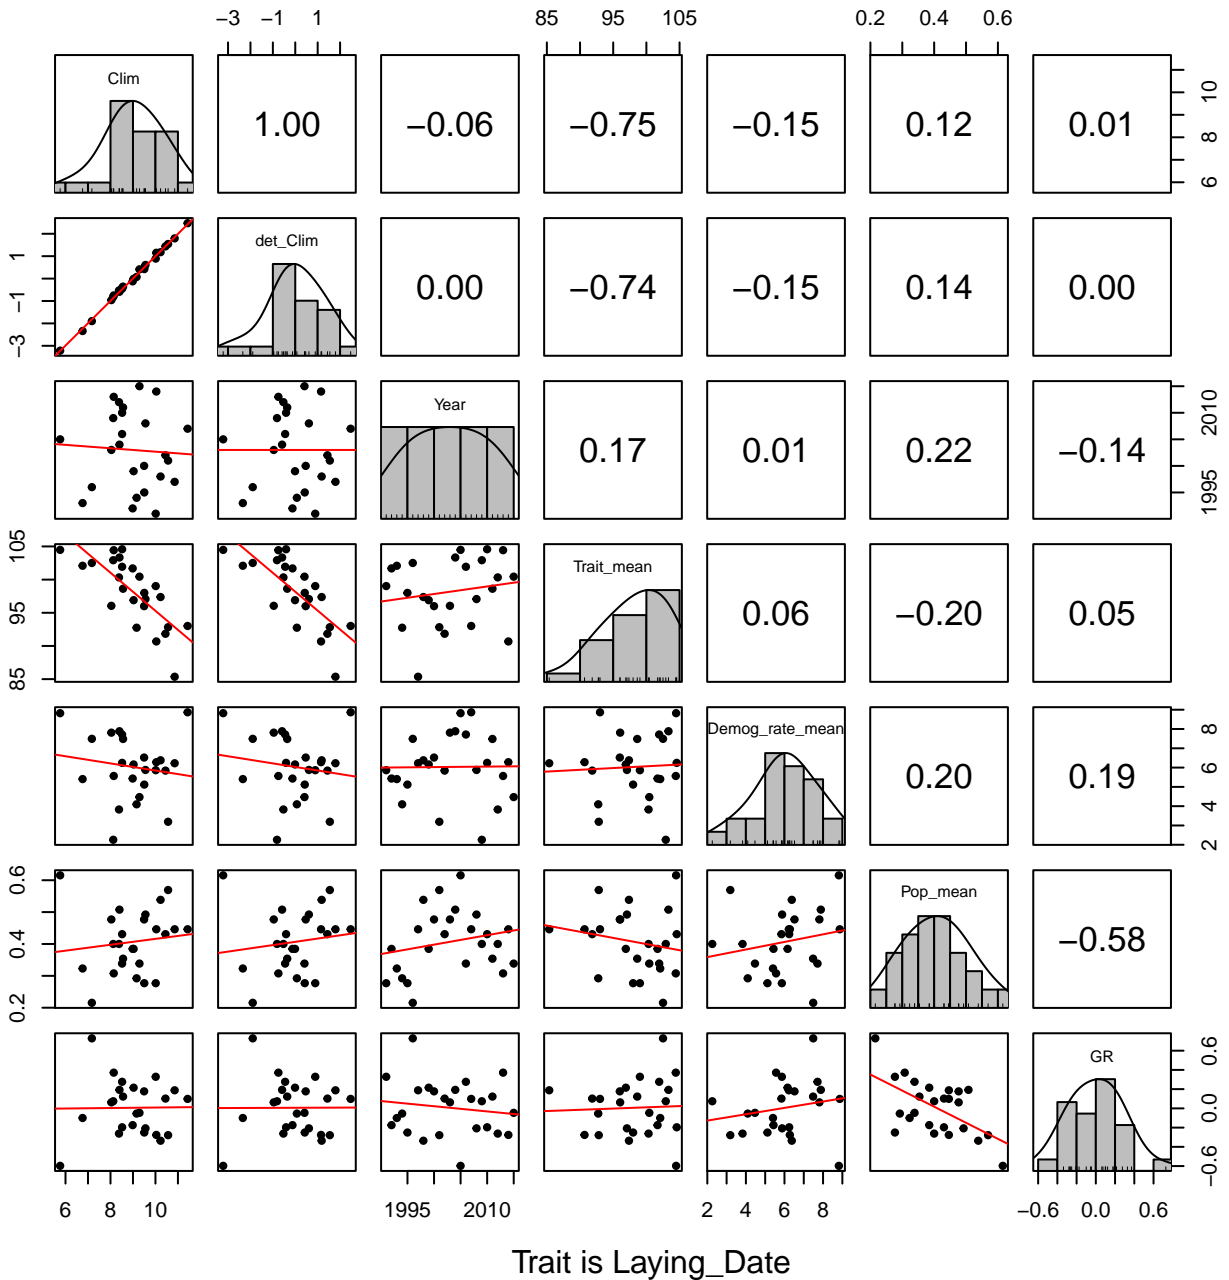 −3 −1 1 85 95 105 0.2 0.4 0.6
Clim 1.00 −0.06 −0.75 −0.15 0.12 0.01 6 8 10
−3 −1 1 det_Clim 0.00 −0.74 −0.15 0.14 0.00
Year 0.17 0.01 0.22 −0.14 1995 2010
85 95 105 Trait_mean 0.06 −0.20 0.05
Demog_rate_mean 0.20 0.19 2 4 6 8
0.2 0.4 0.6 Pop_mean −0.58
GR −0.6 0.0 0.6
6 8 10 1995 2010 2 4 6 8 −0.6 0.0 0.6
Trait is Laying_Date